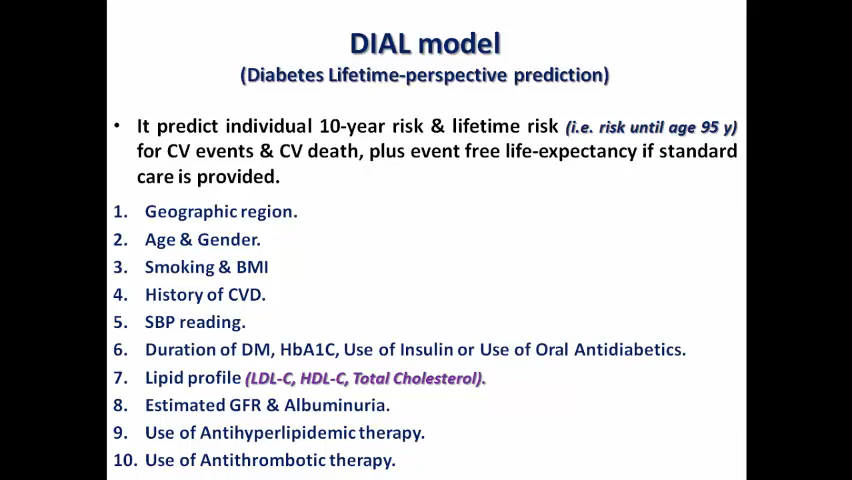 DIAL model
(Diabetes Lifetime-perspective prediction)
• It predict individual 10-year risk & lifetime risk (i.e. risk until age 95 y)
for CV events & CV death, plus event free life-expectancy if standard
care is provided.
1. Geographic region.
2. Age & Gender.
3. Smoking & BMI
4. History of CVD.
5. SBP reading.
6. Duration of DM, HbA1C, Use of Insulin or Use of Oral Antidiabetics.
7. Lipid profile (LDL-C, HDL-C, Total Cholesterol).
8. Estimated GFR & Albuminuria.
9. Use of Antihyperlipidemic therapy.
10. Use of Antithrombotic therapy.